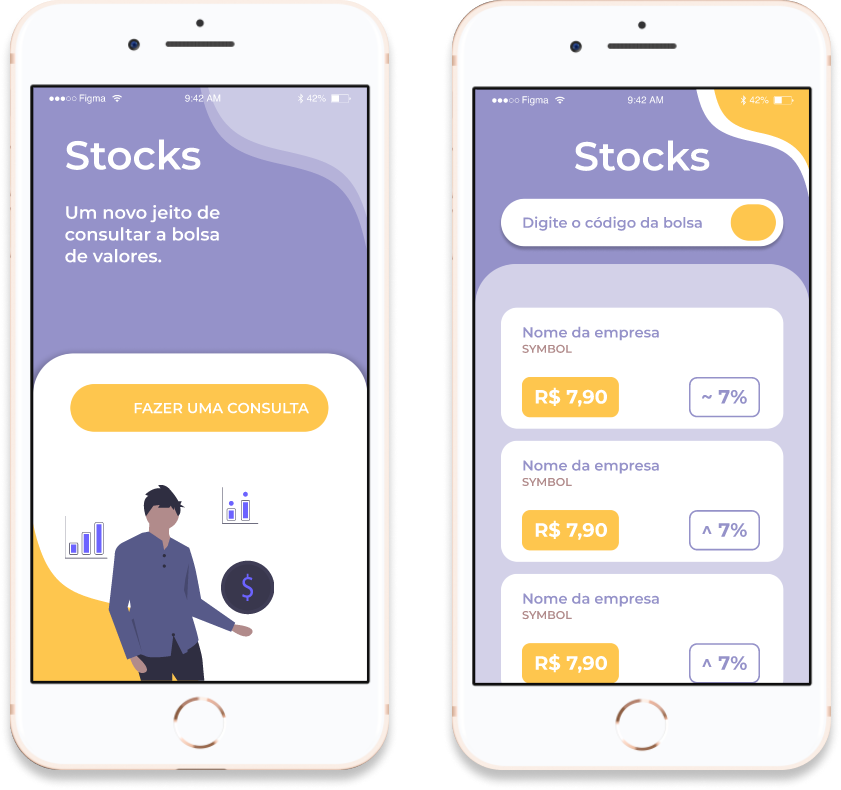 ●●●○○ Figma 9:42 AM 42%
Stocks
Um novo jeito de
consultar a bolsa
de valores.
FAZER UMA CONSULTA
$
●●●○○ Figma 9:42 AM 42%
Stocks
Digite o código da bolsa
Nome da empresa
SYMBOL
R$ 7,90 ~ 7%
Nome da empresa
SYMBOL
R$ 7,90 ^ 7%
Nome da empresa
SYMBOL
R$ 7,90 ^ 7%